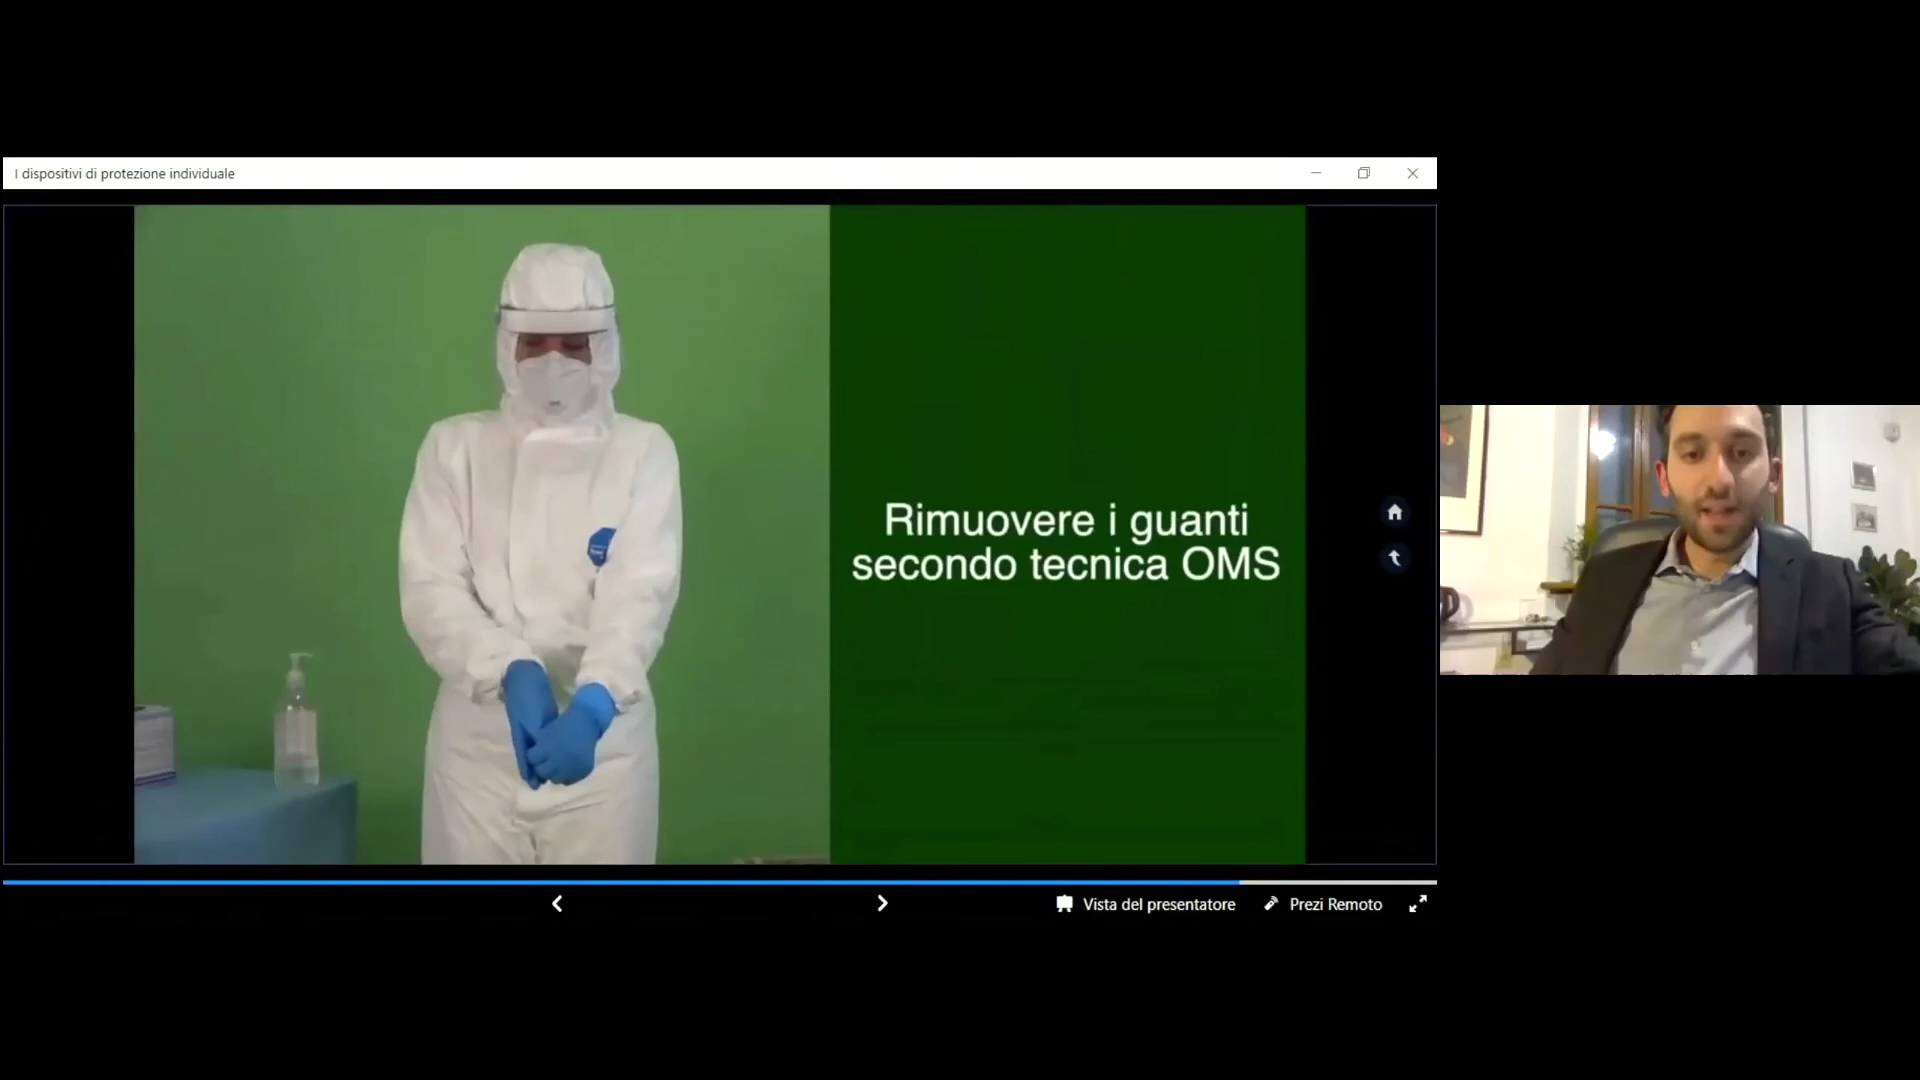 I dispositivi di protezione individuale
Rimuovere i guanti
secondo tecnica OMS
Vista del presentatore
Prezi Remoto